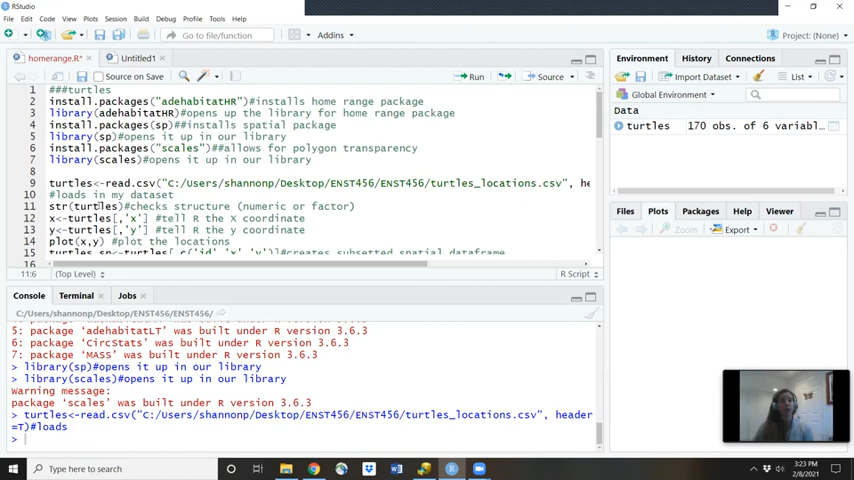 RStudio
File Edit Code View Plots Session Build Debug Profile Tools Help
Go to file/function
Addins
Project: (None)
homerange.R*
Untitled1
Source on Save
Run
Source
1 ###turtles
2 install.packages("adehabitatHR")#installs home range package
3 library(adehabitatHR)#opens up the library for home range package
4 install.packages(sp)##installs spatial package
5 library(sp)#opens it up in our library
6 install.packages("scales")##allows for polygon transparency
7 library(scales)#opens it up in our library
8
9 turtles<-read.csv("C:/Users/shannonp/Desktop/ENST456/ENST456/turtles_locations.csv", he
10 #loads in my dataset
11 str(turtles)#checks structure (numeric or factor)
12 x<-turtles[,'x'] #tell R the X coordinate
13 y<-turtles[,'y'] #tell R the y coordinate
14 plot(x,y) #plot the locations
15 turtles.sp<-turtles[,c('id','x','y')]#creates subsetted spatial dataframe
16
11:6 (Top Level) R Script
Console Terminal Jobs
C:/Users/shannonp/Desktop/ENST456/ENST456/
5: package ‘adehabitatLT’ was built under R version 3.6.3
6: package ‘CircStats’ was built under R version 3.6.3
7: package ‘MASS’ was built under R version 3.6.3
> library(sp)#opens it up in our library
> library(scales)#opens it up in our library
Warning message:
package ‘scales’ was built under R version 3.6.3
> turtles<-read.csv("C:/Users/shannonp/Desktop/ENST456/ENST456/turtles_locations.csv", header
=T)#loads
>
Environment History Connections
Import Dataset
List
Global Environment
Data
turtles 170 obs. of 6 variabl…
Files Plots Packages Help Viewer
Zoom Export
Type here to search
3:23 PM
2/8/2021